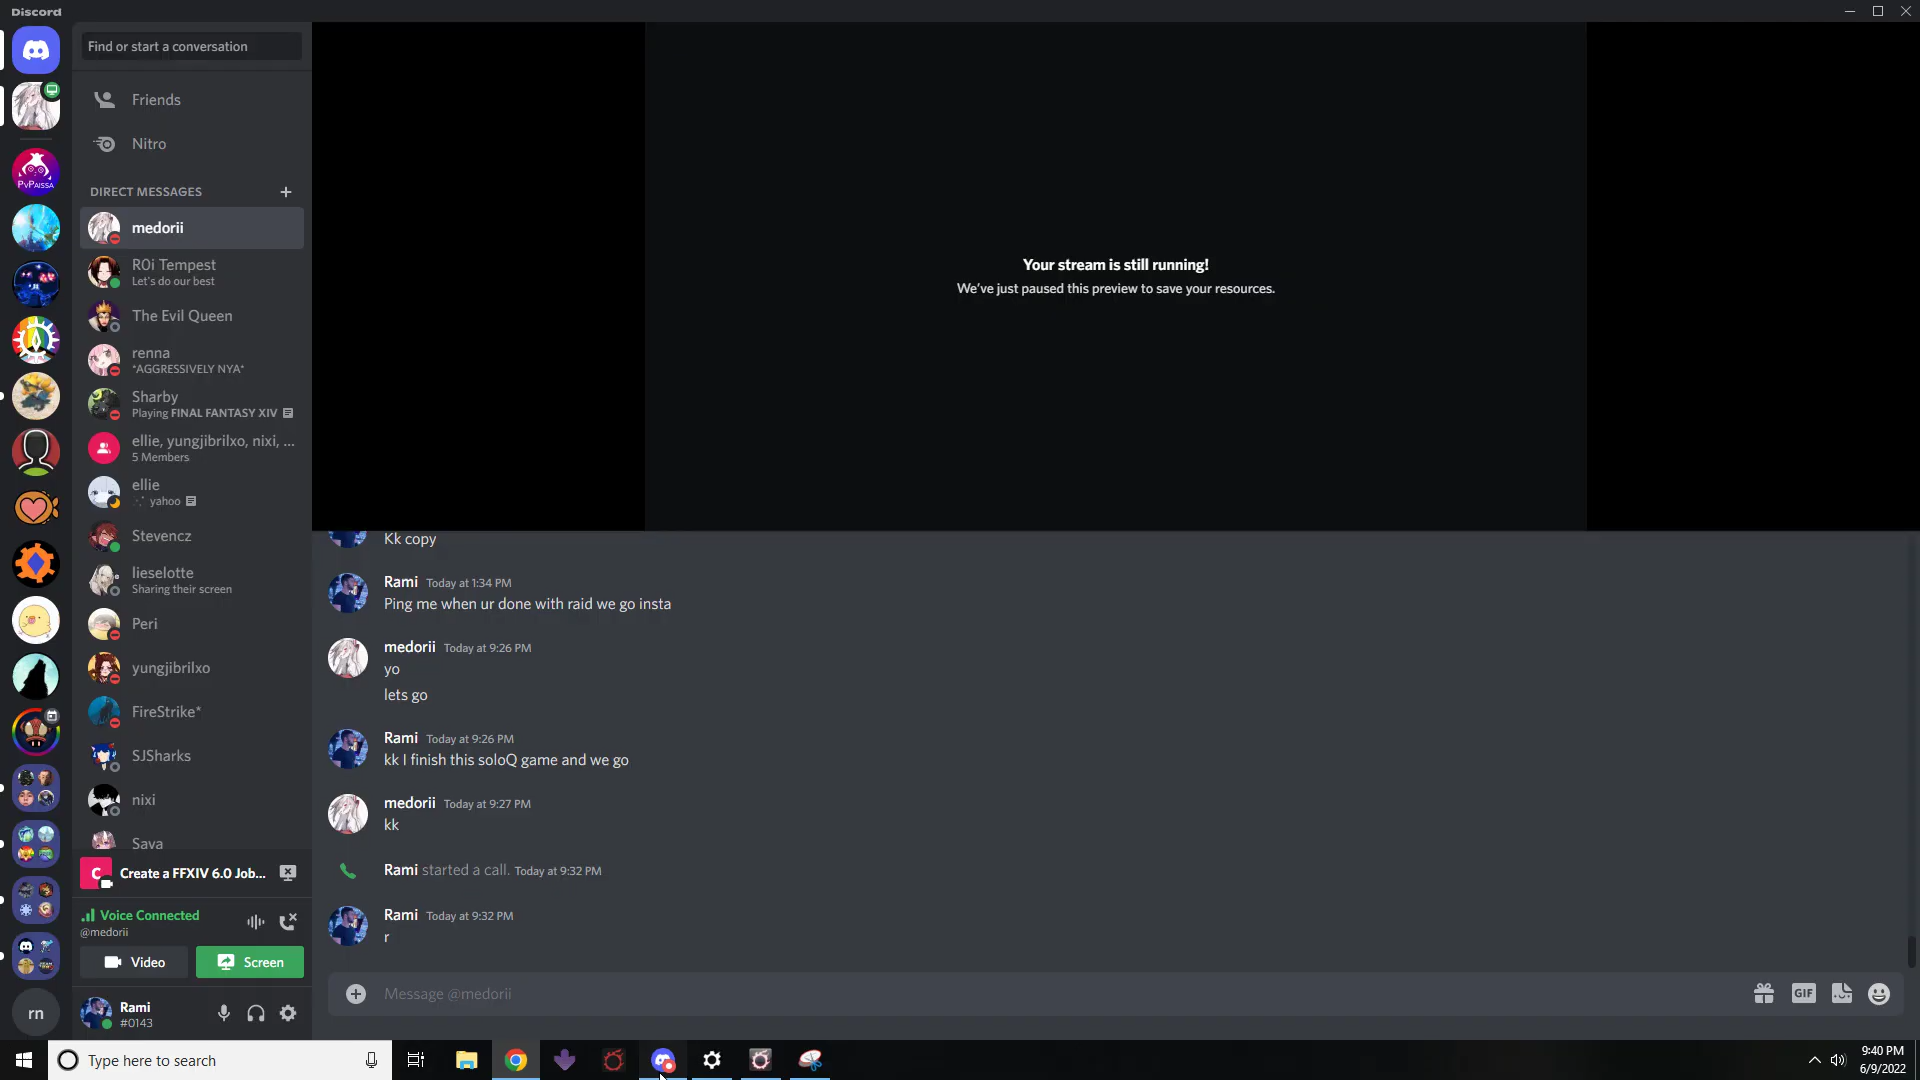 Discord
Find or start a conversation
Friends
Nitro
PVPAISSA
DIRECT MESSAGES
medorii
R0i Tempest
Let's do our best
The Evil Queen
renna
*AGGRESSIVELY NYA*
Sharby
Playing FINAL FANTASY XIV
ellie, yungjibrilxo, nixi, ...
5 Members
ellie
yahoo
Stevencz
lieselotte
Sharing their screen
Peri
yungjibrilxo
FireStrike*
SJSharks
nixi
Sava
C
Create a FFXIV 6.0 Job...
Voice Connected
@medorii
Video
Screen
rn
Rami
#0143
Your stream is still running!
We've just paused this preview to save your resources.
Kk copy
Rami Today at 1:34 PM
Ping me when ur done with raid we go insta
medorii Today at 9:26 PM
yo
lets go
Rami Today at 9:26 PM
kk I finish this soloQ game and we go
medorii Today at 9:27 PM
kk
Rami started a call. Today at 9:32 PM
Rami Today at 9:32 PM
r
Message @medorii
GIF
Type here to search
9:40 PM
6/9/2022